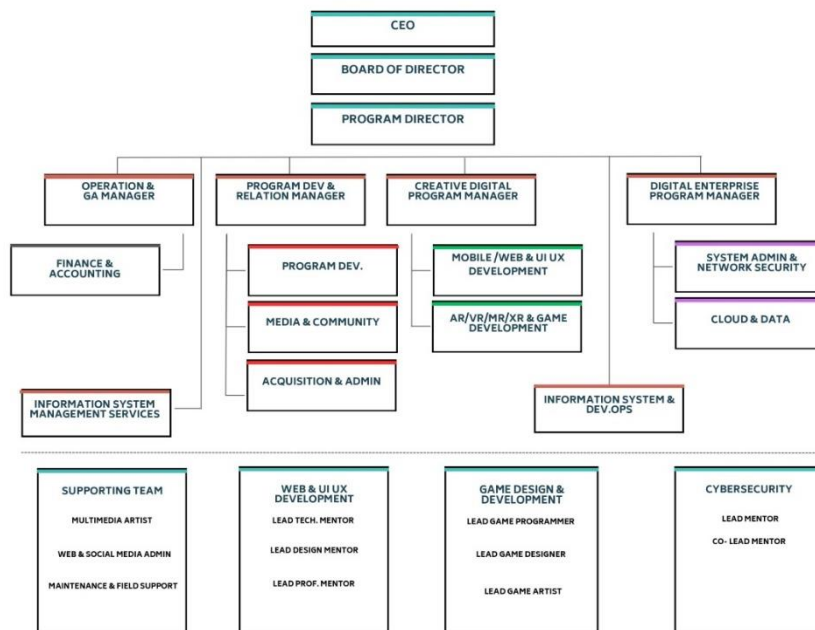 CEO
BOARD OF DIRECTOR
PROGRAM DIRECTOR
OPERATION &
GA MANAGER
PROGRAM DEV &
RELATION MANAGER
CREATIVE DIGITAL
PROGRAM MANAGER
DIGITAL ENTERPRISE
PROGRAM MANAGER
FINANCE &
ACCOUNTING
PROGRAM DEV.
MEDIA & COMMUNITY
ACQUISITION & ADMIN
MOBILE /WEB & UI UX
DEVELOPMENT
AR/VR/MR/XR & GAME
DEVELOPMENT
SYSTEM ADMIN &
NETWORK SECURITY
CLOUD & DATA
INFORMATION SYSTEM
MANAGEMENT SERVICES
INFORMATION SYSTEM &
DEV.OPS
SUPPORTING TEAM
MULTIMEDIA ARTIST
WEB & SOCIAL MEDIA ADMIN
MAINTENANCE & FIELD SUPPORT
WEB & UI UX
DEVELOPMENT
LEAD TECH. MENTOR
LEAD DESIGN MENTOR
LEAD PROF. MENTOR
GAME DESIGN &
DEVELOPMENT
LEAD GAME PROGRAMMER
LEAD GAME DESIGNER
LEAD GAME ARTIST
CYBERSECURITY
LEAD MENTOR
CO- LEAD MENTOR